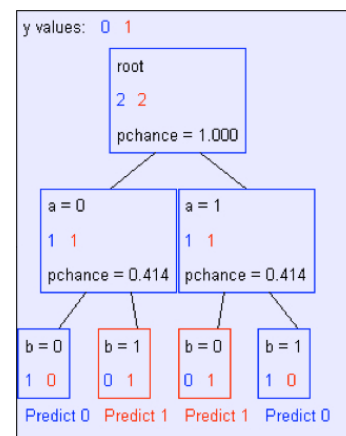 y values: 0 1
root
2 2
pchance = 1.000
a = 0
1 1
pchance = 0.414
a = 1
1 1
pchance = 0.414
b = 0
1 0
Predict 0
b = 1
0 1
Predict 1
b = 0
0 1
Predict 1
b = 1
1 0
Predict 0